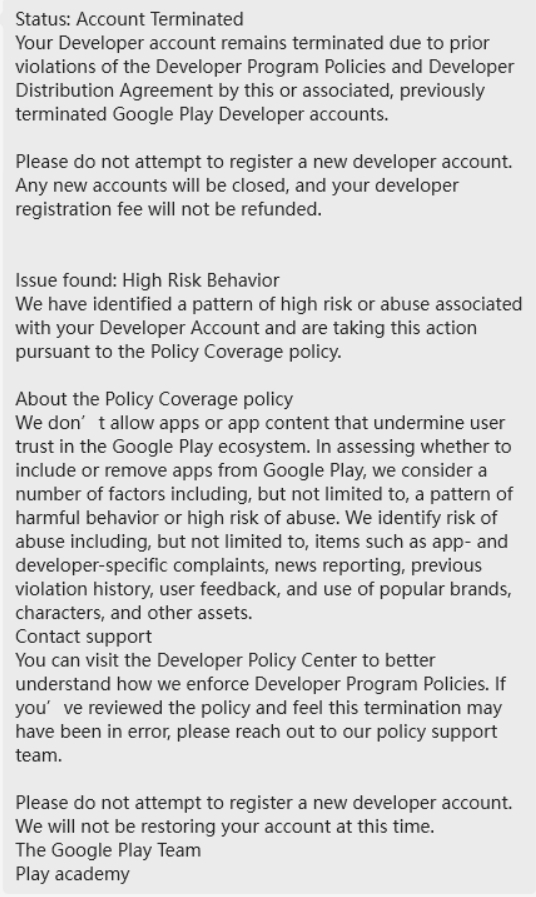 Status: Account Terminated
Your Developer account remains terminated due to prior
violations of the Developer Program Policies and Developer
Distribution Agreement by this or associated, previously
terminated Google Play Developer accounts.
Please do not attempt to register a new developer account.
Any new accounts will be closed, and your developer
registration fee will not be refunded.
Issue found: High Risk Behavior
We have identified a pattern of high risk or abuse associated
with your Developer Account and are taking this action
pursuant to the Policy Coverage policy.
About the Policy Coverage policy
We don’ t allow apps or app content that undermine user
trust in the Google Play ecosystem. In assessing whether to
include or remove apps from Google Play, we consider a
number of factors including, but not limited to, a pattern of
harmful behavior or high risk of abuse. We identify risk of
abuse including, but not limited to, items such as app- and
developer-specific complaints, news reporting, previous
violation history, user feedback, and use of popular brands,
characters, and other assets.
Contact support
You can visit the Developer Policy Center to better
understand how we enforce Developer Program Policies. If
you’ ve reviewed the policy and feel this termination may
have been in error, please reach out to our policy support
team.
Please do not attempt to register a new developer account.
We will not be restoring your account at this time.
The Google Play Team
Play academy